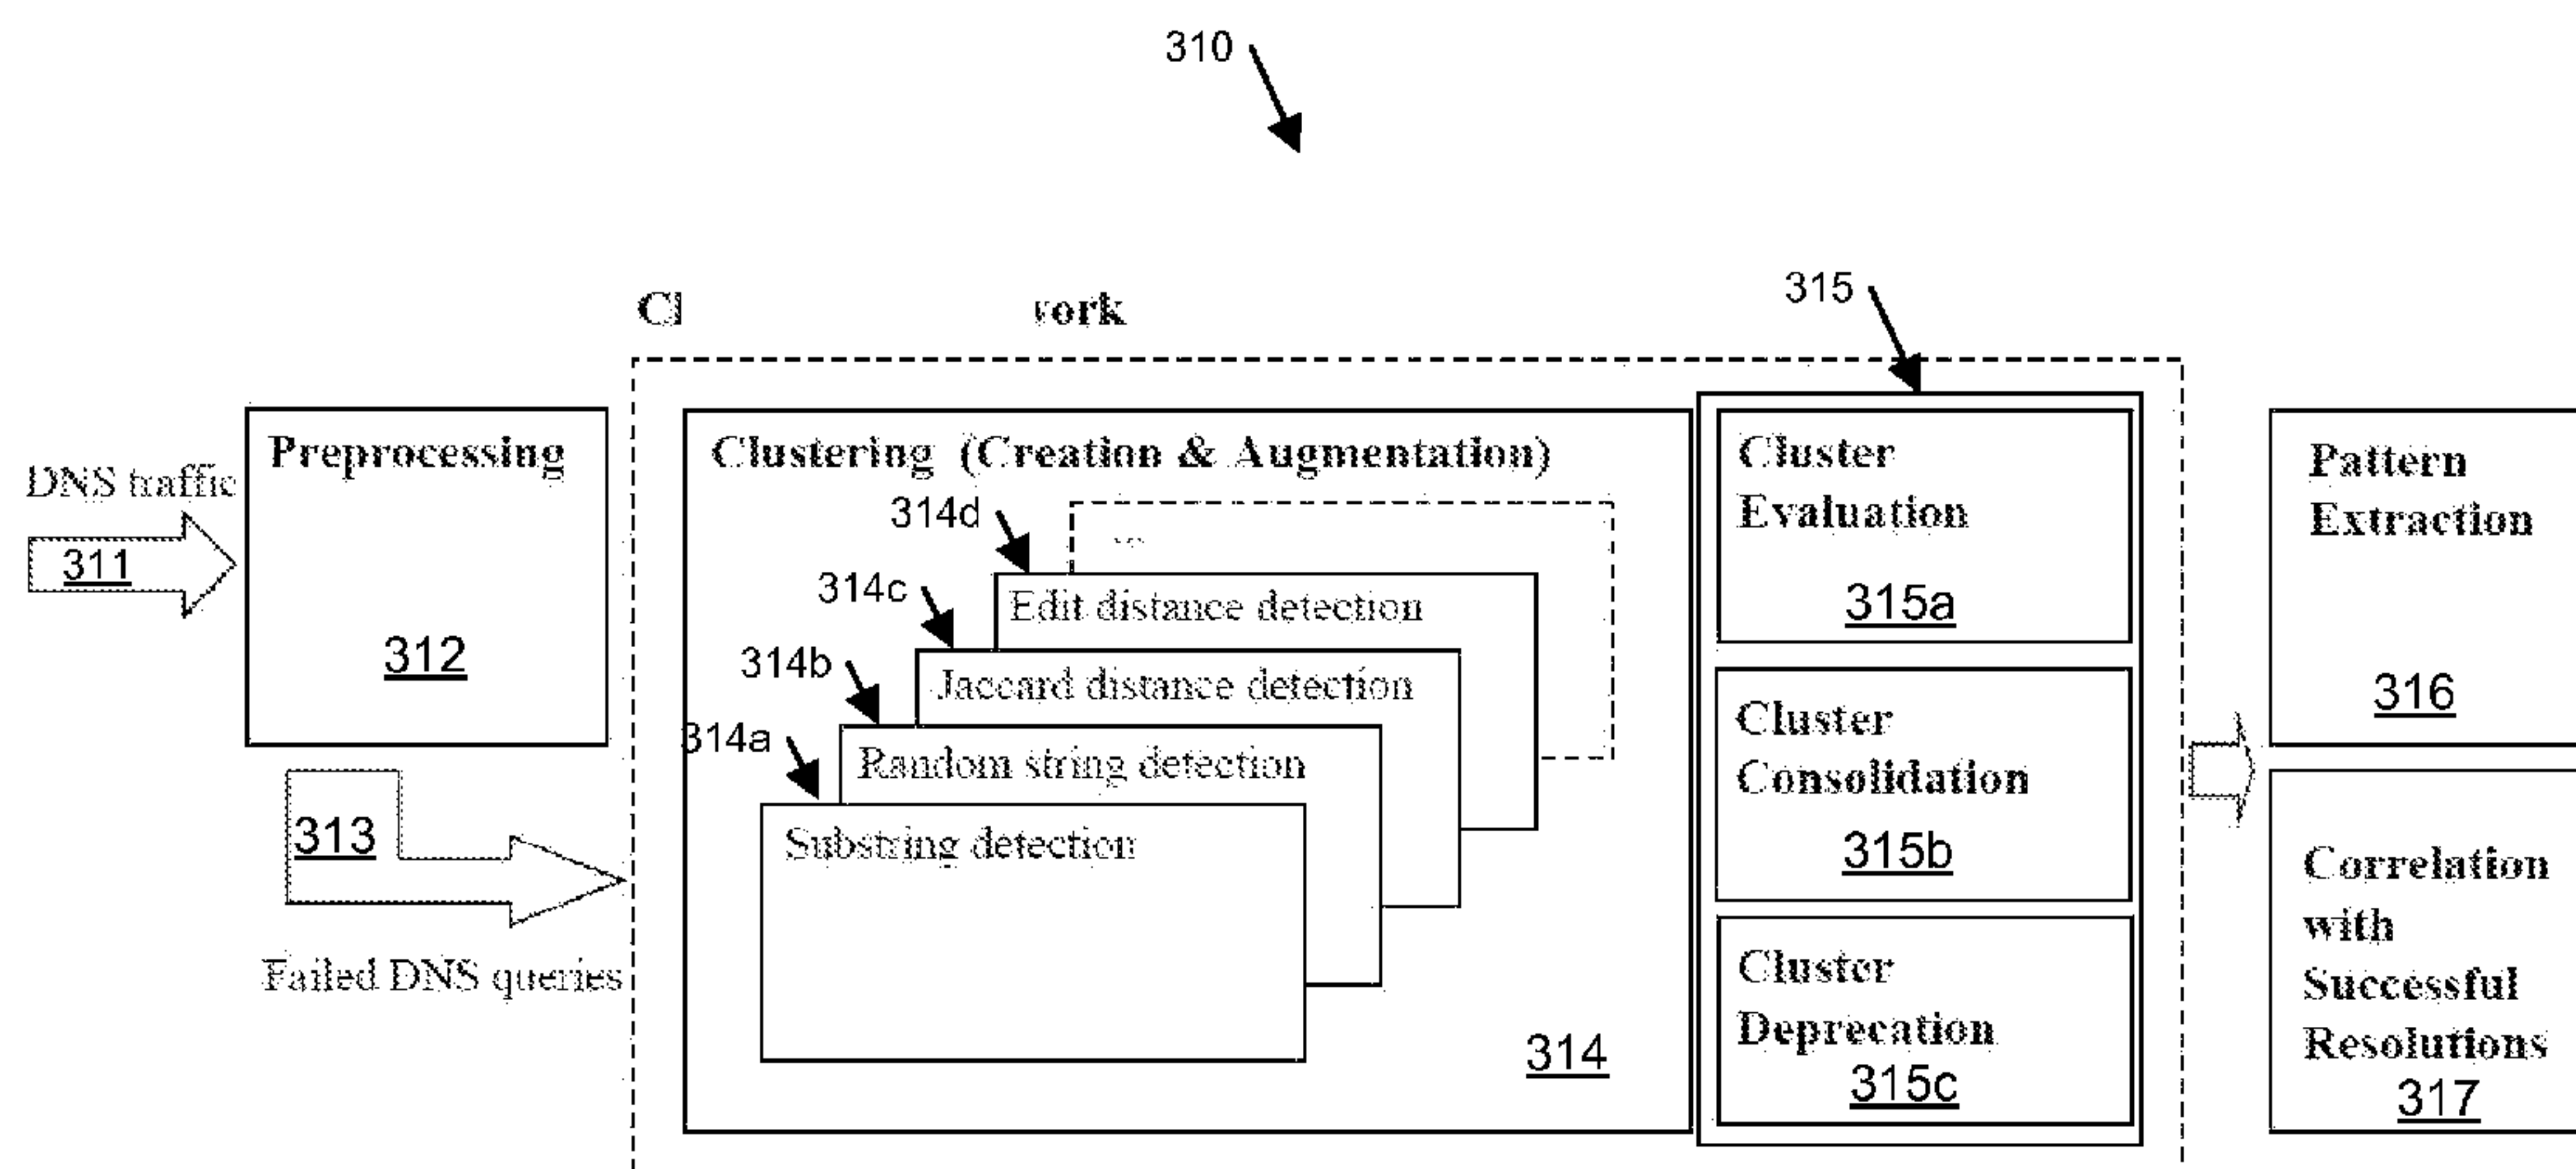 310
315
DNS traffic
311
Preprocessing
312
313
Failed DNS queries
Clustering (Creation & Augmentation)
314d
314c
314b
314a
...
Edit distance detection
Jaccard distance detection
Random string detection
Substring detection
314
Cluster
Evaluation
315a
Cluster
Consolidation
315b
Cluster
Deprecation
315c
Pattern
Extraction
316
Correlation
with
Successful
Resolutions
317